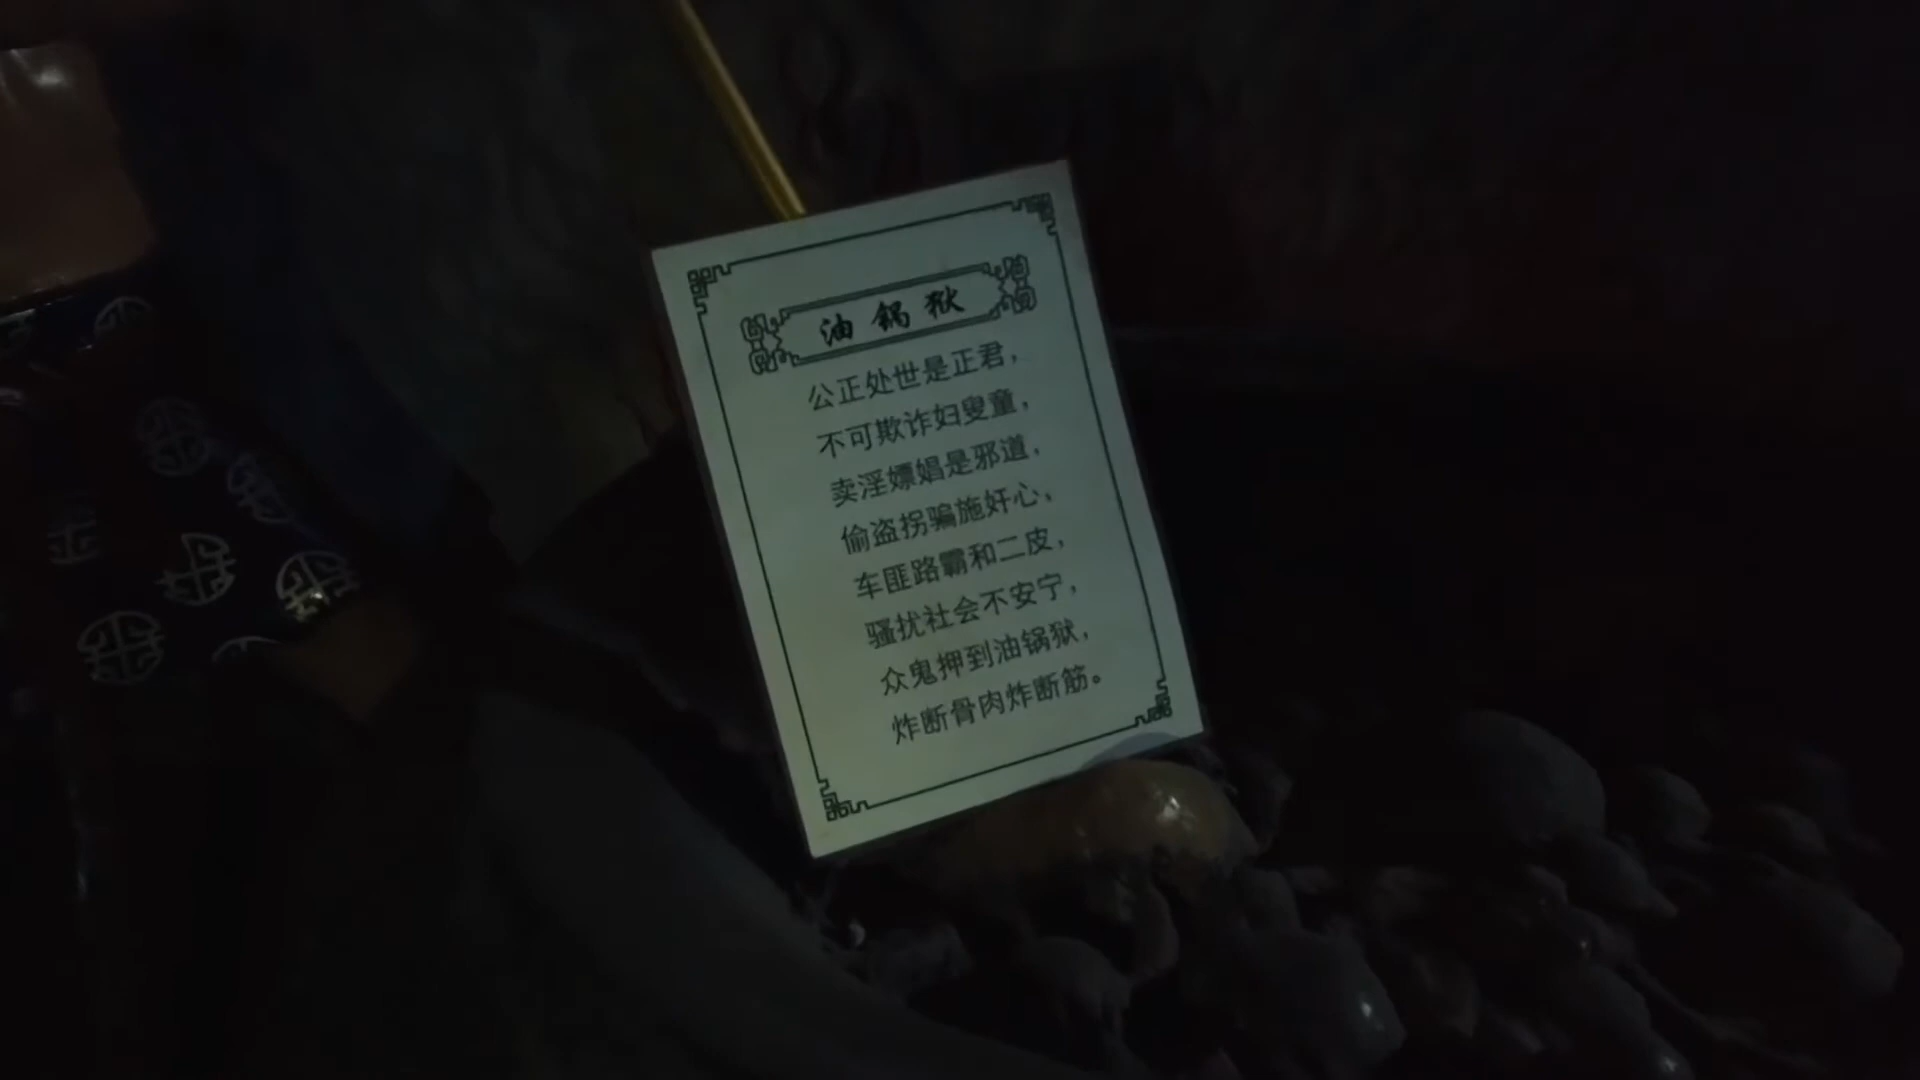 油锅狱
公正处世是正君，
不可欺诈妇叟童，
卖淫嫖娼是邪道，
偷盗拐骗施奸心，
车匪路霸和二皮，
骚扰社会不安宁，
众鬼押到油锅狱，
炸断骨肉炸断筋。